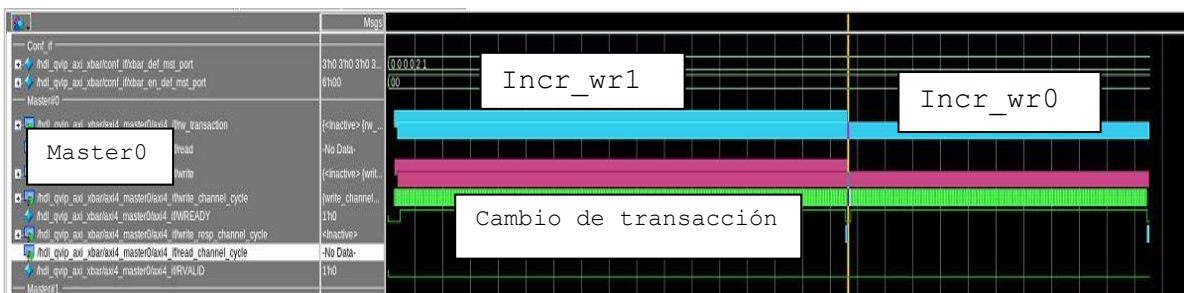 Msgs
Conf_if
/hdl_qvip_axi_xbar/conf_if/xbar_def_mst_port 3'h0 3'h0 3'h0 3... (0 0 0 0 2 1
/hdl_qvip_axi_xbar/conf_if/xbar_en_def_mst_port 6'h00 (00
Incr_wr1
Incr_wr0
Master#0
/hdl_qvip_axi_xbar/axi4_master0/axi4_if/rw_transaction {<Inactive> {rw_...
Master0
/read -No Data-
/write {<Inactive> {writ...
/hdl_qvip_axi_xbar/axi4_master0/axi4_if/write_channel_cycle {write_channel...
/hdl_qvip_axi_xbar/axi4_master0/axi4_if/WREADY 1'h0
Cambio de transacción
/hdl_qvip_axi_xbar/axi4_master0/axi4_if/write_resp_channel_cycle <Inactive>
/hdl_qvip_axi_xbar/axi4_master0/axi4_if/read_channel_cycle -No Data-
/hdl_qvip_axi_xbar/axi4_master0/axi4_if/RVALID 1'h0
Master#1